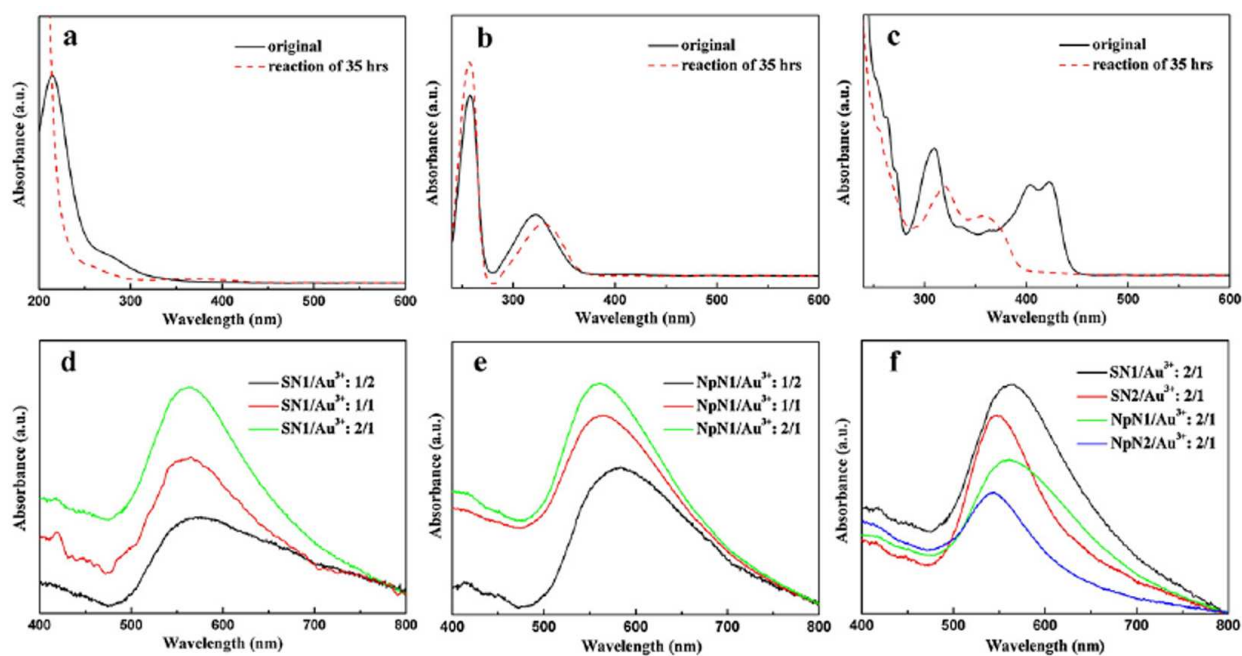 a
original
reaction of 35 hrs
Absorbance (a.u.)
200 300 400 500 600
Wavelength (nm)
b
original
reaction of 35 hrs
Absorbance (a.u.)
300 400 500 600
Wavelength (nm)
c
original
reaction of 35 hrs
Absorbance (a.u.)
300 400 500 600
Wavelength (nm)
d
SN1/Au³⁺: 1/2
SN1/Au³⁺: 1/1
SN1/Au³⁺: 2/1
Absorbance (a.u.)
400 500 600 700 800
Wavelength (nm)
e
NpN1/Au³⁺: 1/2
NpN1/Au³⁺: 1/1
NpN1/Au³⁺: 2/1
Absorbance (a.u.)
400 500 600 700 800
Wavelength (nm)
f
SN1/Au³⁺: 2/1
SN2/Au³⁺: 2/1
NpN1/Au³⁺: 2/1
NpN2/Au³⁺: 2/1
Absorbance (a.u.)
400 500 600 700 800
Wavelength (nm)